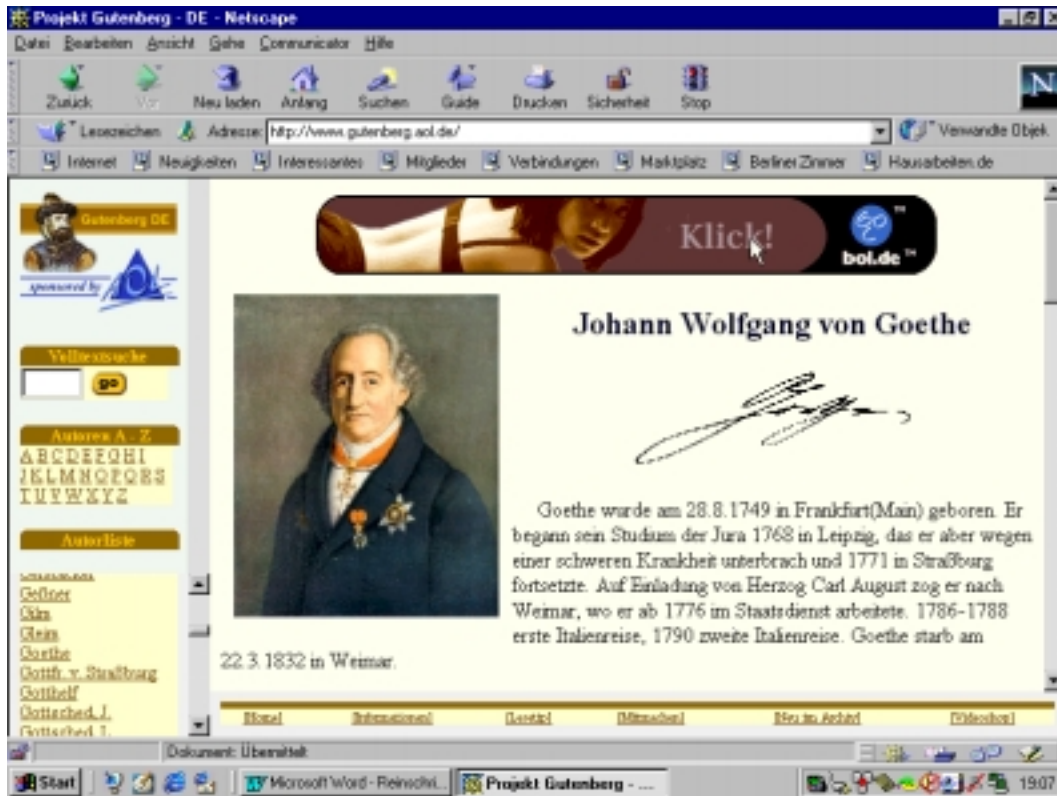 Projekt Gutenberg - DE - Netscape
Datei Bearbeiten Ansicht Gehe Communicator Hilfe
Zurück Vor Neu laden Anfang Suchen Guide Drucken Sicherheit Stop
N
Lesezeichen Adresse: http://www.gutenberg.aol.de/ Verwandte Objek
Internet Neuigkeiten Interessantes Mitglieder Verbindungen Marktplatz Berliner Zimmer Hausarbeiten.de
Gutenberg DE
sponsored by AOL
Klick!
bol.de™
Volltextsuche
go
Autoren A - Z
A B C D E F G H I
J K L M N O P Q R S
T U V W X Y Z
Autorliste
Geßner
Gilm
Gleim
Goethe
Gottfr. v. Straßburg
Gotthelf
Gottsched, J.
Gottsched, L.
Johann Wolfgang von Goethe
Goethe wurde am 28.8.1749 in Frankfurt(Main) geboren. Er
begann sein Studium der Jura 1768 in Leipzig, das er aber wegen
einer schweren Krankheit unterbrach und 1771 in Straßburg
fortsetzte. Auf Einladung von Herzog Carl August zog er nach
Weimar, wo er ab 1776 im Staatsdienst arbeitete. 1786-1788
erste Italienreise, 1790 zweite Italienreise. Goethe starb am
22.3.1832 in Weimar.
[Home] [Informationen] [Lesetip] [Mitmachen] [Neu im Archiv] [Videoshop]
Dokument: Übermittelt
Start Microsoft Word - Reinschri... Projekt Gutenberg - .... 19:07